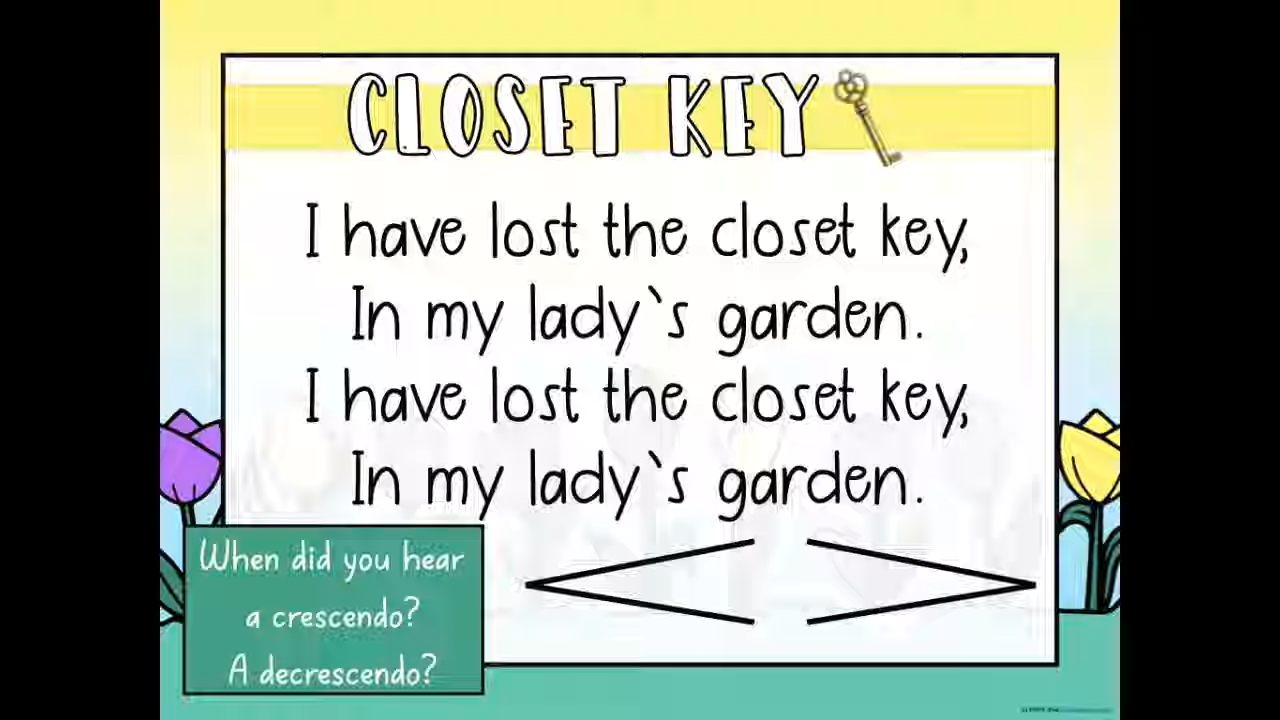 CLOSET KEY
I have lost the closet key,
In my lady`s garden.
I have lost the closet key,
In my lady`s garden.
When did you hear
a crescendo?
A decrescendo?